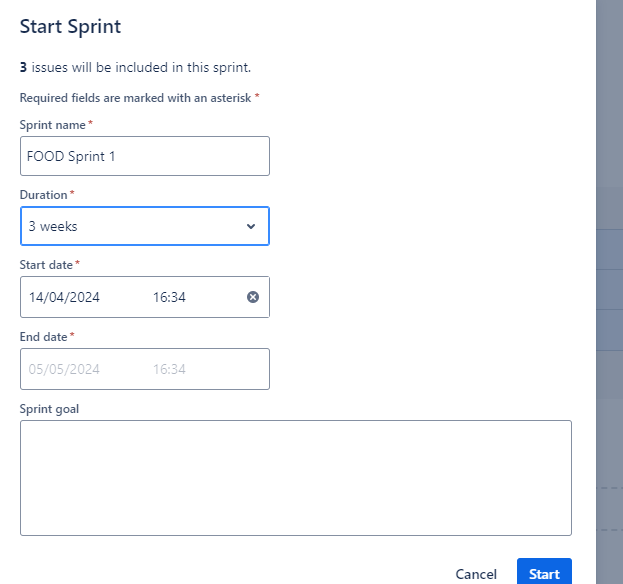 Start Sprint
3 issues will be included in this sprint.
Required fields are marked with an asterisk *
Sprint name *
FOOD Sprint 1
Duration *
3 weeks
Start date *
14/04/2024 16:34
End date *
05/05/2024 16:34
Sprint goal
Cancel Start